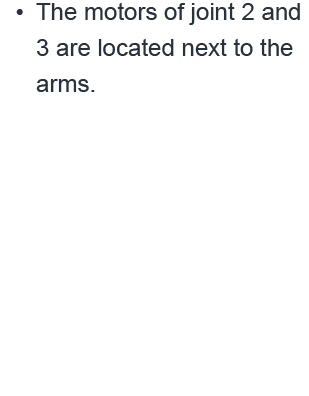 • The motors of joint 2 and
3 are located next to the
arms.